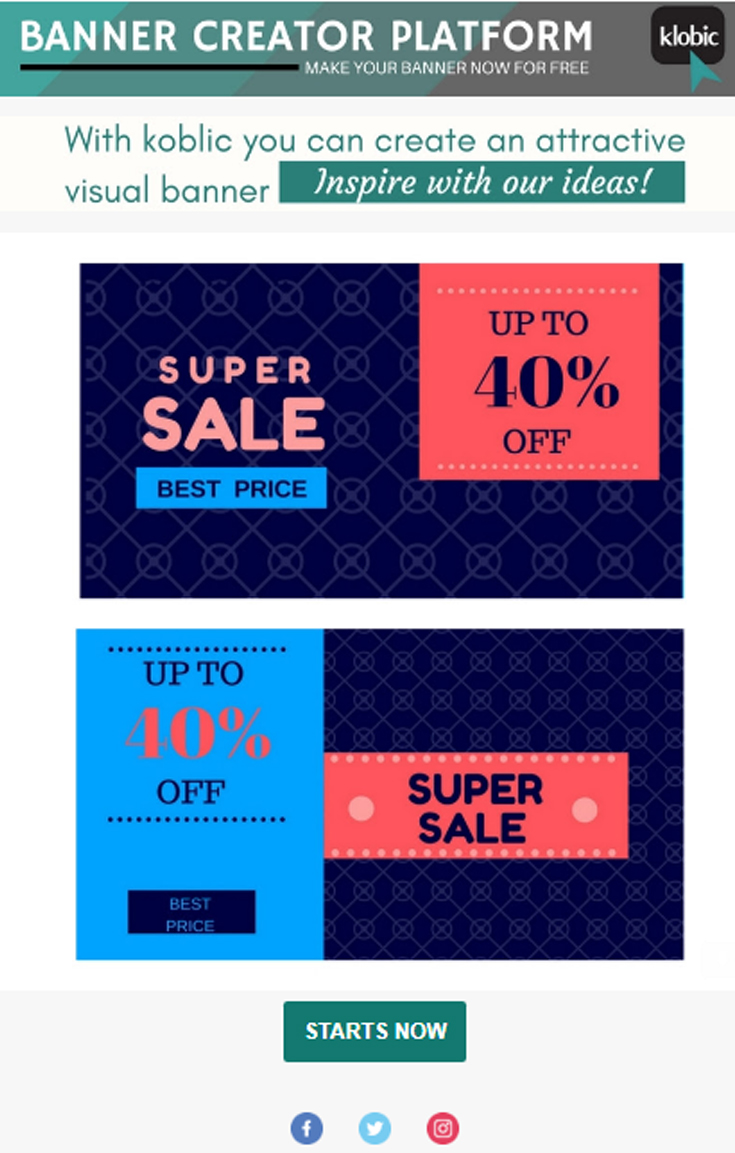 BANNER CREATOR PLATFORM
MAKE YOUR BANNER NOW FOR FREE
klobic
With koblic you can create an attractive
visual banner Inspire with our ideas!
SUPER
SALE
BEST PRICE
UP TO
40%
OFF
UP TO
40%
OFF
BEST
PRICE
SUPER
SALE
STARTS NOW